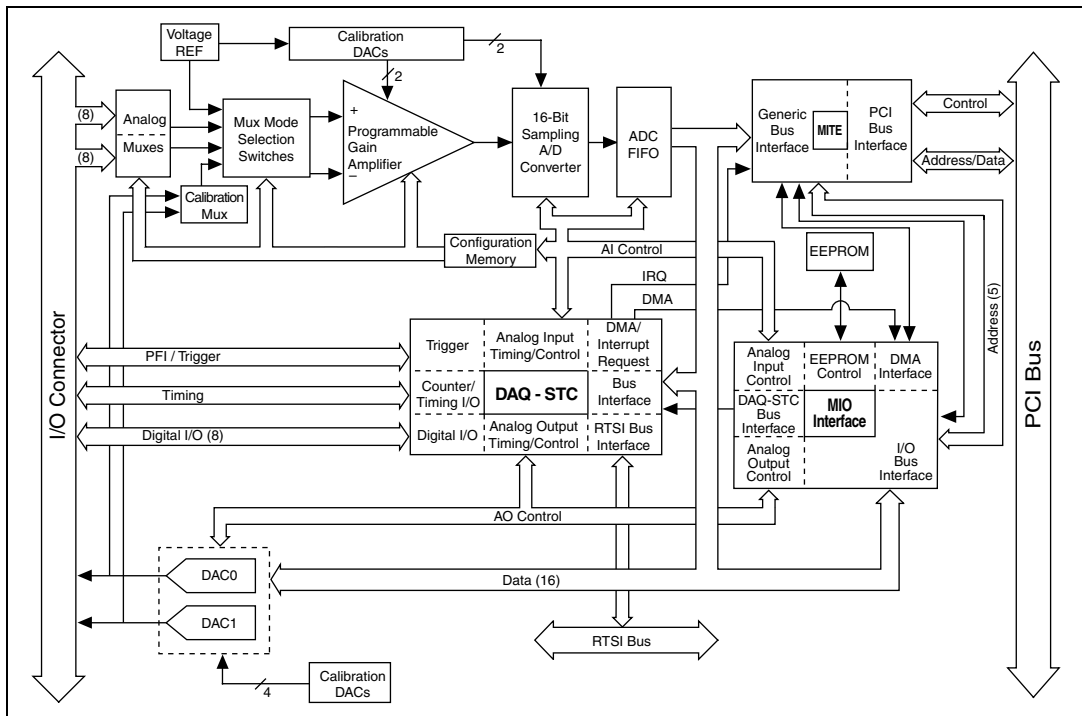 Voltage
REF
Calibration
DACs
2
2
(8)
(8)
Analog
Muxes
Mux Mode
Selection
Switches
Calibration
Mux
+
Programmable
Gain
Amplifier
−
16-Bit
Sampling
A/D
Converter
ADC
FIFO
Generic
Bus
Interface
MITE
PCI
Bus
Interface
Control
Address/Data
Configuration
Memory
AI Control
IRQ
DMA
EEPROM
Address (5)
I/O Connector
PCI Bus
PFI / Trigger
Timing
Digital I/O (8)
Trigger
Analog Input
Timing/Control
DMA/
Interrupt
Request
Counter/
Timing I/O
DAQ - STC
Bus
Interface
Digital I/O
Analog Output
Timing/Control
RTSI Bus
Interface
Analog
Input
Control
EEPROM
Control
DMA
Interface
DAQ-STC
Bus
Interface
MIO
Interface
Analog
Output
Control
I/O
Bus
Interface
AO Control
DAC0
DAC1
Data (16)
RTSI Bus
4
Calibration
DACs